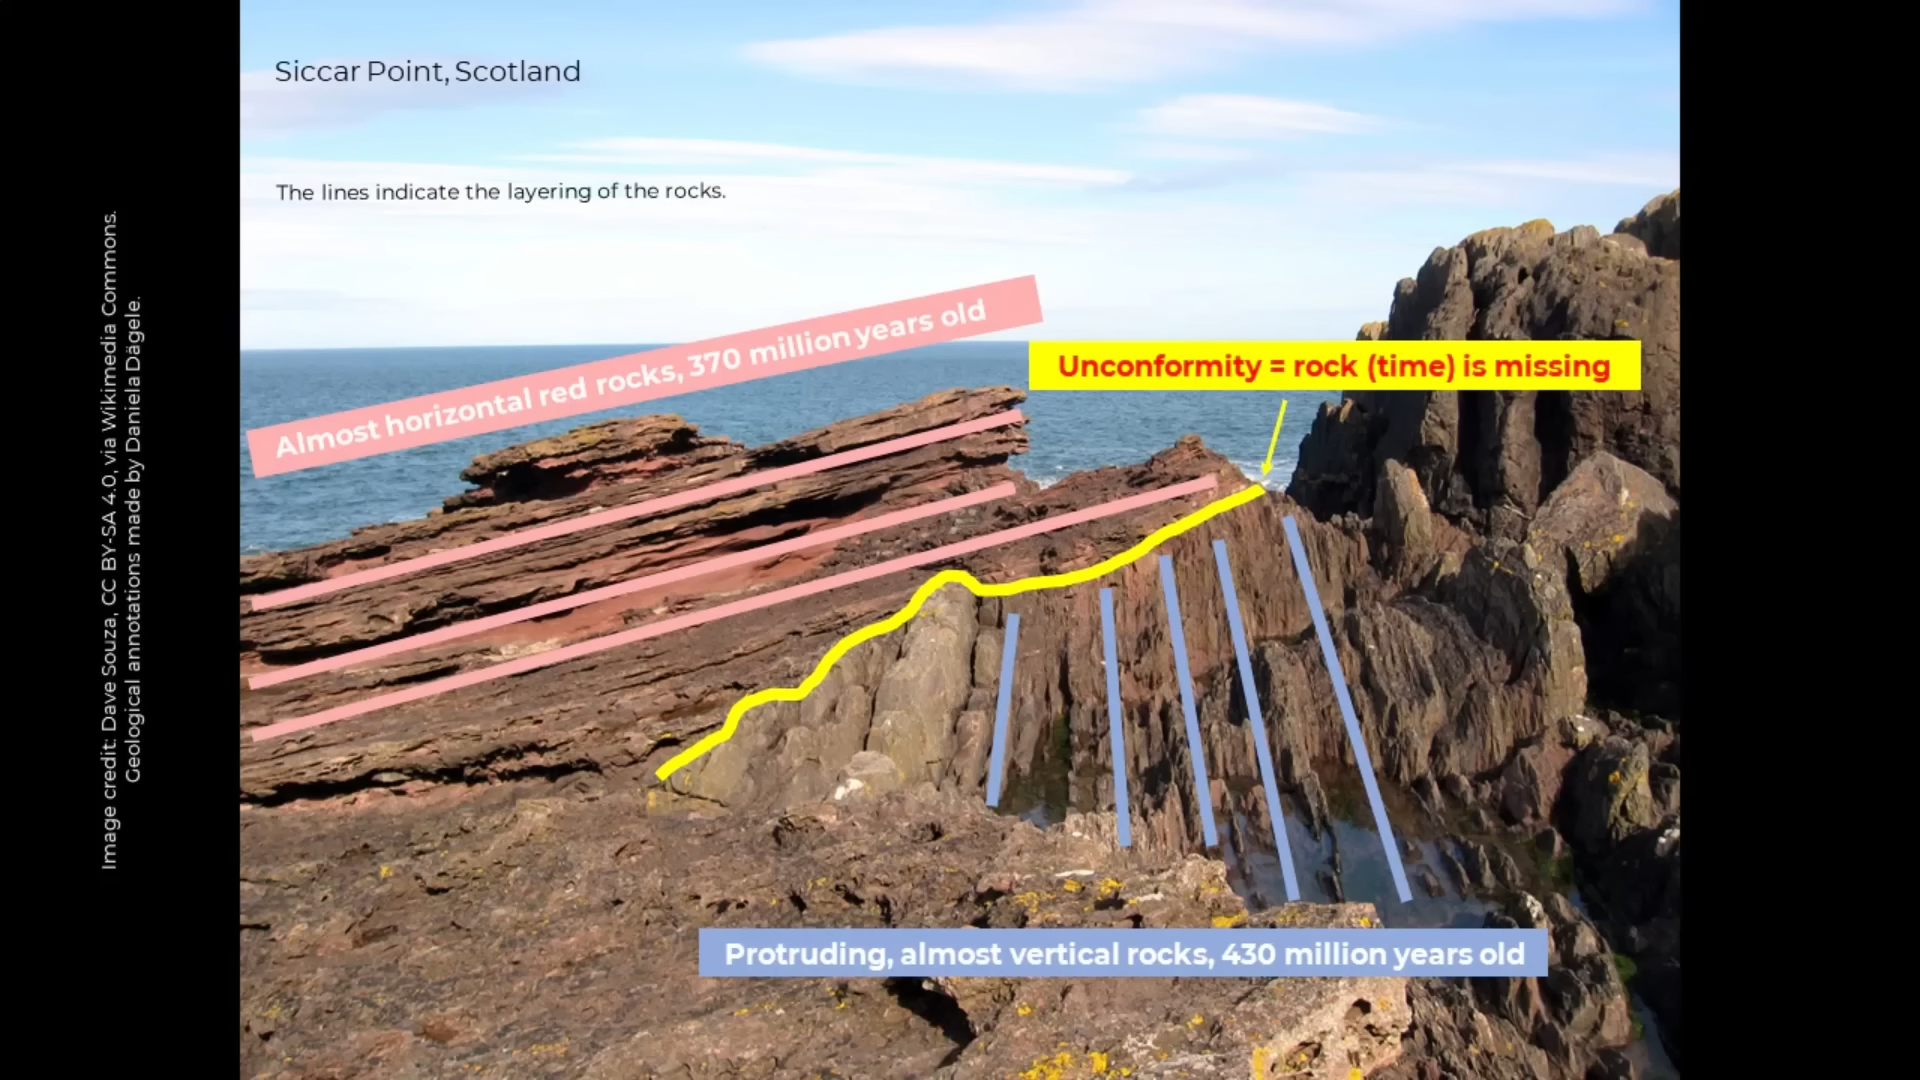 Siccar Point, Scotland
The lines indicate the layering of the rocks.
Almost horizontal red rocks, 370 million years old
Unconformity = rock (time) is missing
Protruding, almost vertical rocks, 430 million years old
Image credit: Dave Souza, CC BY-SA 4.0, via Wikimedia Commons.
Geological annotations made by Daniela Dägele.